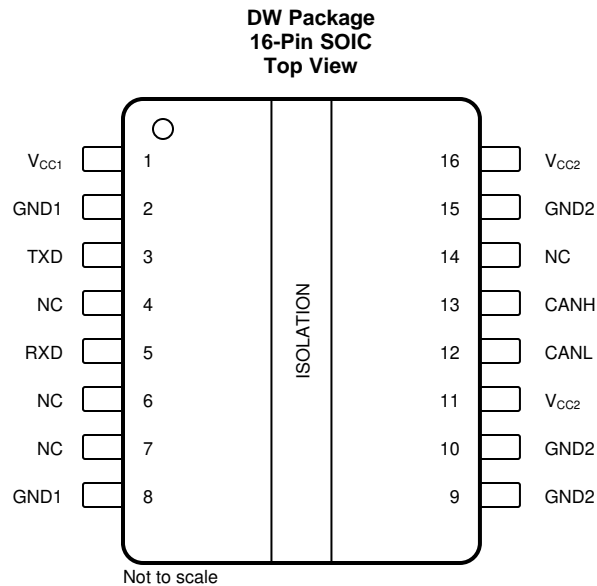 DW Package
16-Pin SOIC
Top View
VCC1 1 16 VCC2
GND1 2 15 GND2
TXD 3 14 NC
NC 4 13 CANH
RXD 5 12 CANL
NC 6 11 VCC2
NC 7 10 GND2
GND1 8 9 GND2
ISOLATION
Not to scale